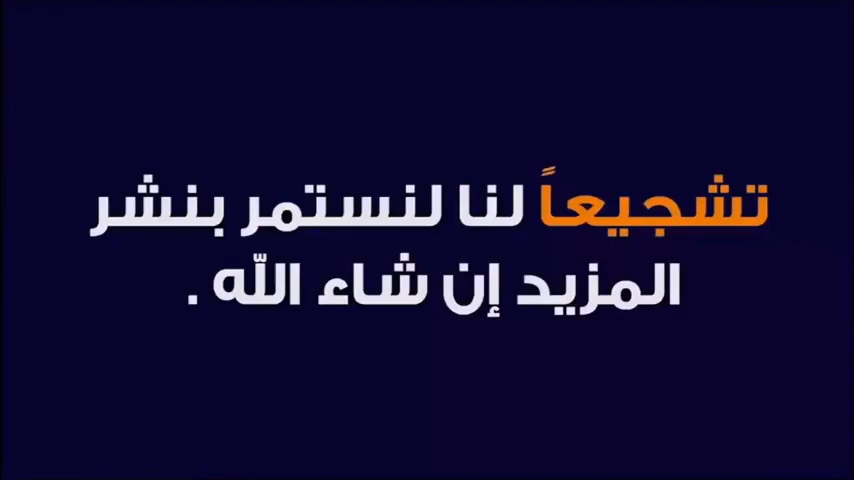 تشجيعاً لنا لنستمر بنشر
المزيد إن شاء الله .